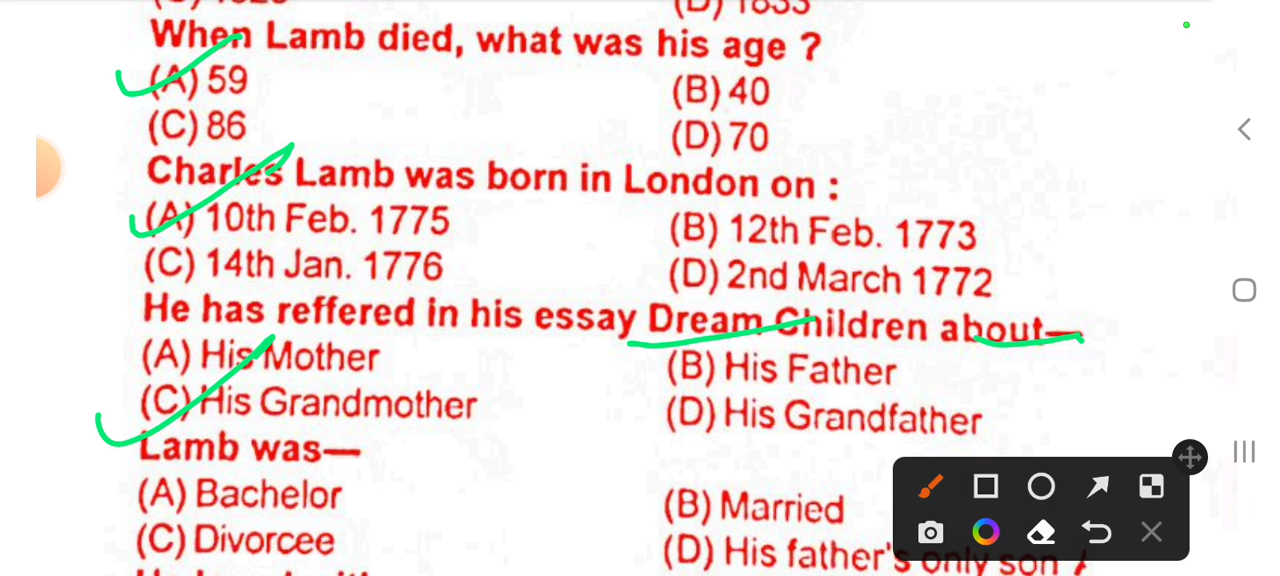 When Lamb died, what was his age ?
(A) 59 (B) 40
(C) 86 (D) 70
Charles Lamb was born in London on :
(A) 10th Feb. 1775 (B) 12th Feb. 1773
(C) 14th Jan. 1776 (D) 2nd March 1772
He has reffered in his essay Dream Children about—
(A) His Mother (B) His Father
(C) His Grandmother (D) His Grandfather
Lamb was—
(A) Bachelor (B) Married
(C) Divorcee (D) His father's only son